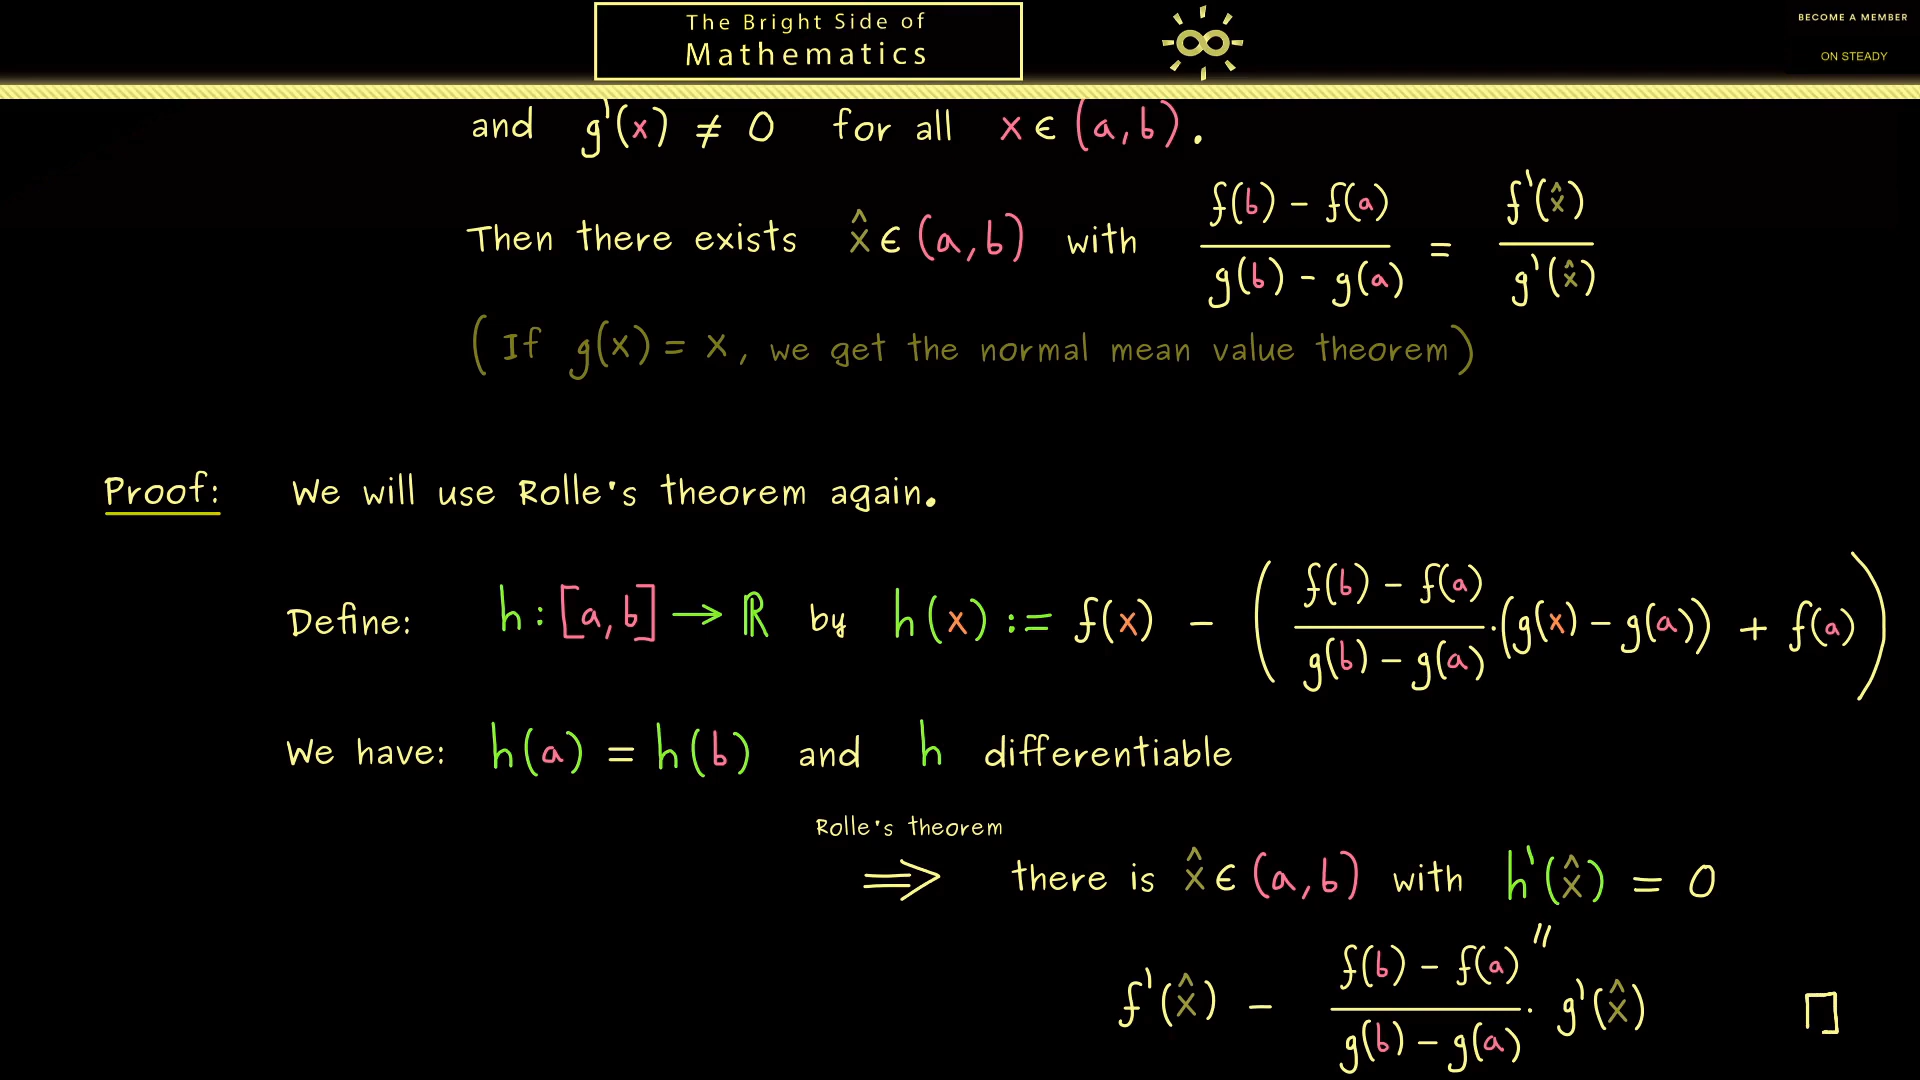 The Bright Side of
Mathematics
BECOME A MEMBER
ON STEADY
and g'(x) ≠ 0 for all x ∈ (a,b).
Then there exists x̂ ∈ (a,b) with (f(b) − f(a))/(g(b) − g(a)) = f'(x̂)/g'(x̂)
(If g(x) = x, we get the normal mean value theorem)
Proof: We will use Rolle's theorem again.
Define: h : [a,b] → ℝ by h(x) := f(x) − ( (f(b) − f(a))/(g(b) − g(a)) · (g(x) − g(a)) + f(a) )
We have: h(a) = h(b) and h differentiable
Rolle's theorem
⟹ there is x̂ ∈ (a,b) with h'(x̂) = 0
=
f'(x̂) − (f(b) − f(a))/(g(b) − g(a)) · g'(x̂) □